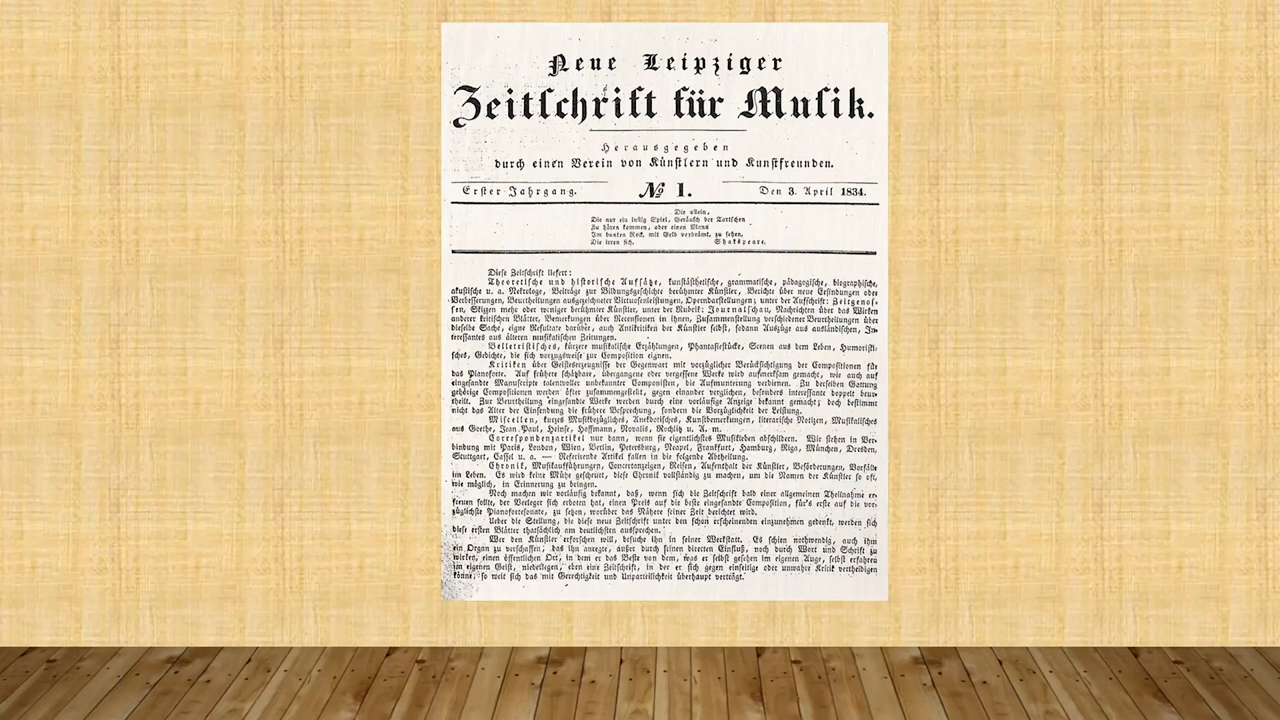 Neue Leipziger
Zeitschrift für Musik.
Herausgegeben
durch einen Verein von Künstlern und Kunstfreunden.
Erster Jahrgang. № 1. Den 3. April 1834.
Die allein,
Die nur ein lustig Spiel, Geräusch der Tartschen
Zu hören kommen, oder einen Mann
Im bunten Rock, mit Gelb verbrämt, zu sehen,
Die irren sich. Shakspeare.
Diese Zeitschrift liefert:
Theoretische und historische Aufsätze, kunstästhetische, grammatische, pädagogische, biographische,
akustische u. a. Nekrologe, Beiträge zur Bildungsgeschichte berühmter Künstler, Berichte über neue Erfindungen oder
Verbesserungen, Beurtheilungen ausgezeichneter Virtuosenleistungen, Operndarstellungen; unter der Aufschrift: Zeitgenos-
sen, Skizzen mehr oder weniger berühmter Künstler, unter der Rubrik: Journalschau, Nachrichten über das Wirken
anderer kritischen Blätter, Bemerkungen über Recensionen in ihnen, Zusammenstellung verschiedener Beurtheilungen über
dieselbe Sache, eigne Resultate darüber, auch Antikritiken der Künstler selbst, sodann Auszüge aus ausländischen, In-
teressantes aus älteren musikalischen Zeitungen.
Belletristisches, kürzere musikalische Erzählungen, Phantasiestücke, Scenen aus dem Leben, Humoristi-
sches, Gedichte, die sich vorzugsweise zur Composition eignen.
Kritiken über Geisteserzeugnisse der Gegenwart mit vorzüglicher Berücksichtigung der Compositionen für
das Pianoforte. Auf frühere schätzbare, übergangene oder vergessene Werke wird aufmerksam gemacht, wie auch auf
eingesandte Manuscripte talentvoller unbekannter Componisten, die Aufmunterung verdienen. Zu derselben Gattung
gehörige Compositionen werden öfter zusammengestellt, gegen einander verglichen, besonders interessante doppelt beur-
theilt. Zur Beurtheilung eingesandte Werke werden durch eine vorläufige Anzeige bekannt gemacht; doch bestimmt
nicht das Alter der Einsendung die frühere Besprechung, sondern die Vorzüglichkeit der Leistung.
Miscellen, kurzes Musikbezügliches, Anekdotisches, Kunstbemerkungen, literarische Notizen, Musikalisches
aus Goethe, Jean Paul, Heinse, Hoffmann, Novalis, Rochlitz u. A. m.
Corespondenzartikel nur dann, wenn sie eigentlichstes Musikleben abschildern. Wir stehen in Ver-
bindung mit Paris, London, Wien, Berlin, Petersburg, Neapel, Frankfurt, Hamburg, Riga, München, Dresden,
Stuttgart, Cassel u. a. — Referirende Artikel fallen in die folgende Abtheilung.
Chronik, Musikaufführungen, Concertanzeigen, Reisen, Aufenthalt der Künstler, Beförderungen, Vorfälle
im Leben. Es wird keine Mühe gescheut, diese Chronik vollständig zu machen, um die Namen der Künstler so oft,
wie möglich, in Erinnerung zu bringen.
Noch machen wir vorläufig bekannt, daß, wenn sich die Zeitschrift bald einer allgemeinen Theilnahme er-
freuen sollte, der Verleger sich erboten hat, einen Preis auf die beste eingesandte Composition, für's erste auf die vor-
züglichste Pianofortesonate, zu setzen, worüber das Nähere seiner Zeit berichtet wird.
Ueber die Stellung, die diese neue Zeitschrift unter den schon erscheinenden einzunehmen gedenkt, werden sich
diese ersten Blätter thatsächlich am deutlichsten aussprechen.
Wer den Künstler erforschen will, besuche ihn in seiner Werkstatt. Es schien nothwendig, auch ihm
ein Organ zu verschaffen, das ihn anregte, außer durch seinen directen Einfluß, noch durch Wort und Schrift zu
wirken, einen öffentlichen Ort, in dem er das Beste von dem, was er selbst gesehen im eigenen Auge, selbst erfahren
im eigenen Geist, niederlegen, eben eine Zeitschrift, in der er sich gegen einseitige oder unwahre Kritik vertheidigen
könne, so weit sich das mit Gerechtigkeit und Unparteilichkeit überhaupt verträgt.